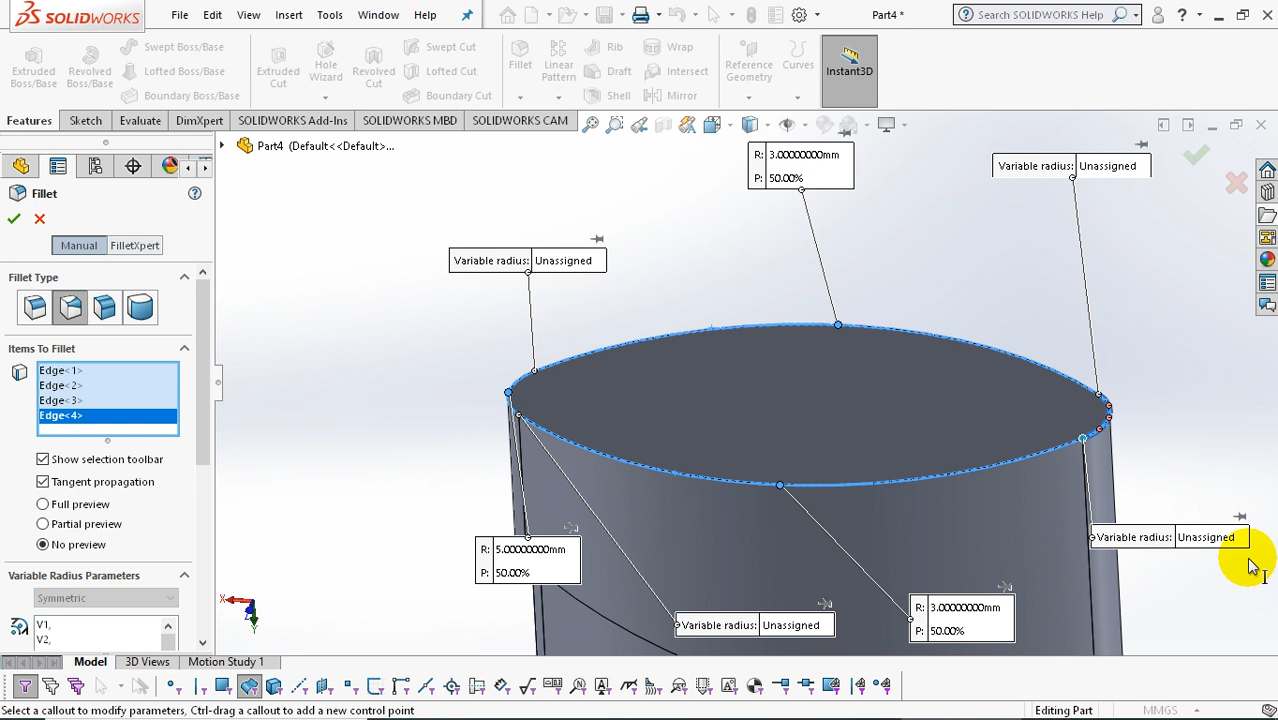 SOLIDWORKS
File
Edit
View
Insert
Tools
Window
Help
Part4 *
Search SOLIDWORKS Help
?
Extruded Boss/Base
Revolved Boss/Base
Swept Boss/Base
Lofted Boss/Base
Boundary Boss/Base
Extruded Cut
Hole Wizard
Revolved Cut
Swept Cut
Lofted Cut
Boundary Cut
Fillet
Linear Pattern
Rib
Draft
Shell
Wrap
Intersect
Mirror
Reference Geometry
Curves
Instant3D
Features
Sketch
Evaluate
DimXpert
SOLIDWORKS Add-Ins
SOLIDWORKS MBD
SOLIDWORKS CAM
Part4 (Default<<Default>...
Fillet
Manual
FilletXpert
Fillet Type
Items To Fillet
Edge<1>
Edge<2>
Edge<3>
Edge<4>
Show selection toolbar
Tangent propagation
Full preview
Partial preview
No preview
Variable Radius Parameters
Symmetric
V1,
V2,
R: 3.00000000mm
P: 50.00%
Variable radius: Unassigned
Variable radius: Unassigned
Variable radius: Unassigned
R: 5.00000000mm
P: 50.00%
R: 3.00000000mm
P: 50.00%
Variable radius: Unassigned
X
Z
Y
Model
3D Views
Motion Study 1
Select a callout to modify parameters, Ctrl-drag a callout to add a new control point
Editing Part
MMGS